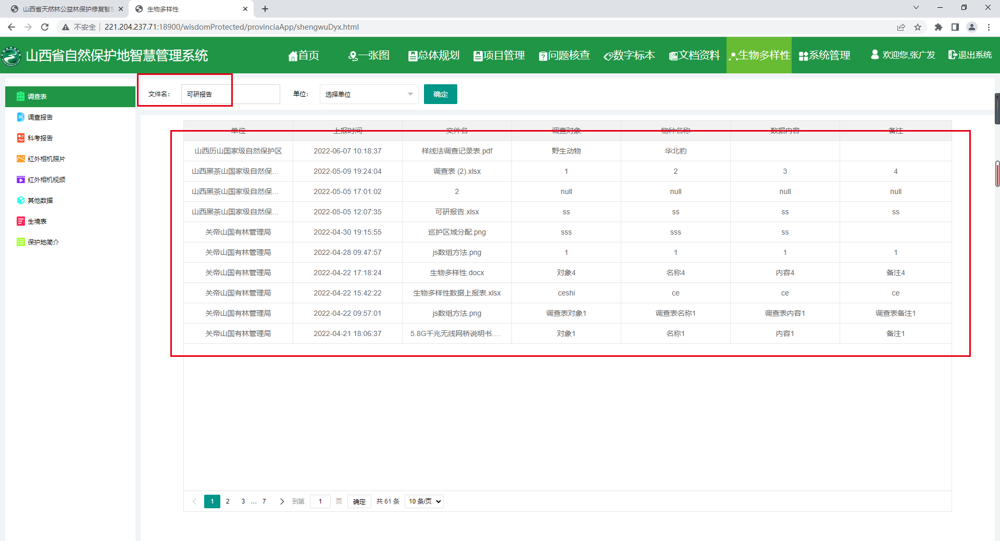 山西省天然林公益林保护修复智
生物多样性
不安全 221.204.237.71:18900/wisdomProtected/provinciaApp/shengwuDyx.html
山西省自然保护地智慧管理系统 首页 一张图 总体规划 项目管理 问题核查 数字标本 文档资料 生物多样性 系统管理 欢迎您,张广发 退出系统
调查表
调查报告
科考报告
红外相机照片
红外相机视频
其他数据
生境表
保护地简介
文件名: 可研报告 单位: 选择单位 确定
单位 上报时间 文件名 调查对象 物种名称 数据内容 备注
山西历山国家级自然保护区 2022-06-07 10:18:37 样线法调查记录表.pdf 野生动物 华北豹
山西黑茶山国家级自然保... 2022-05-09 19:24:04 调查表 (2).xlsx 1 2 3 4
山西黑茶山国家级自然保... 2022-05-05 17:01:02 2 null null null null
山西黑茶山国家级自然保... 2022-05-05 12:07:35 可研报告.xlsx ss ss ss ss
关帝山国有林管理局 2022-04-30 19:15:55 巡护区域分配.png sss sss ss
关帝山国有林管理局 2022-04-28 09:47:57 js数组方法.png 1 1 1 1
关帝山国有林管理局 2022-04-22 17:18:24 生物多样性.docx 对象4 名称4 内容4 备注4
关帝山国有林管理局 2022-04-22 15:42:22 生物多样性数据上报表.xlsx ceshi ce ce ce
关帝山国有林管理局 2022-04-22 09:57:01 js数组方法.png 调查表对象1 调查表名称1 调查表内容1 调查表备注1
关帝山国有林管理局 2022-04-21 18:06:37 5.8G千兆无线网桥说明书.... 对象1 名称1 内容1 备注1
1 2 3 ... 7 到第 1 页 确定 共 61 条 10 条/页